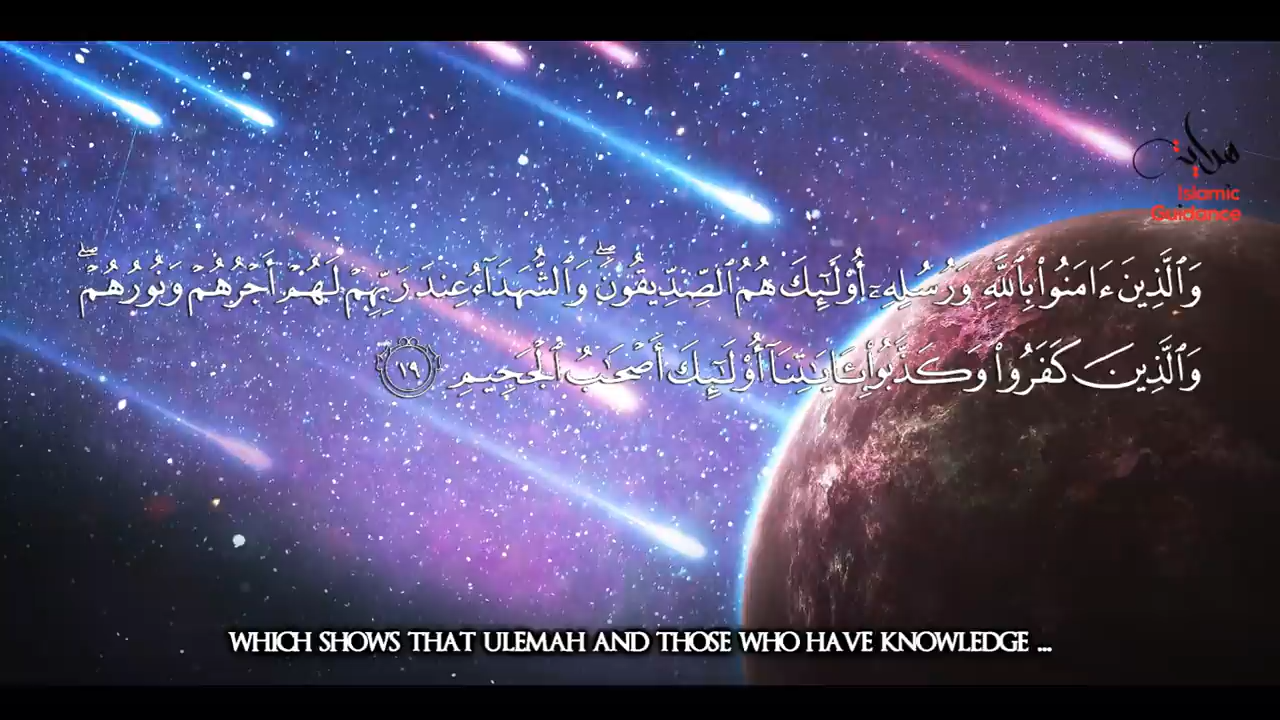 هداية
Islamic
Guidance
وَٱلَّذِينَ ءَامَنُوا۟ بِٱللَّهِ وَرُسُلِهِۦٓ أُو۟لَٰٓئِكَ هُمُ ٱلصِّدِّيقُونَ ۖ وَٱلشُّهَدَآءُ عِندَ رَبِّهِمْ لَهُمْ أَجْرُهُمْ وَنُورُهُمْ ۖ
وَٱلَّذِينَ كَفَرُوا۟ وَكَذَّبُوا۟ بِـَٔايَٰتِنَآ أُو۟لَٰٓئِكَ أَصْحَٰبُ ٱلْجَحِيمِ ١٩
WHICH SHOWS THAT ULEMAH AND THOSE WHO HAVE KNOWLEDGE ...